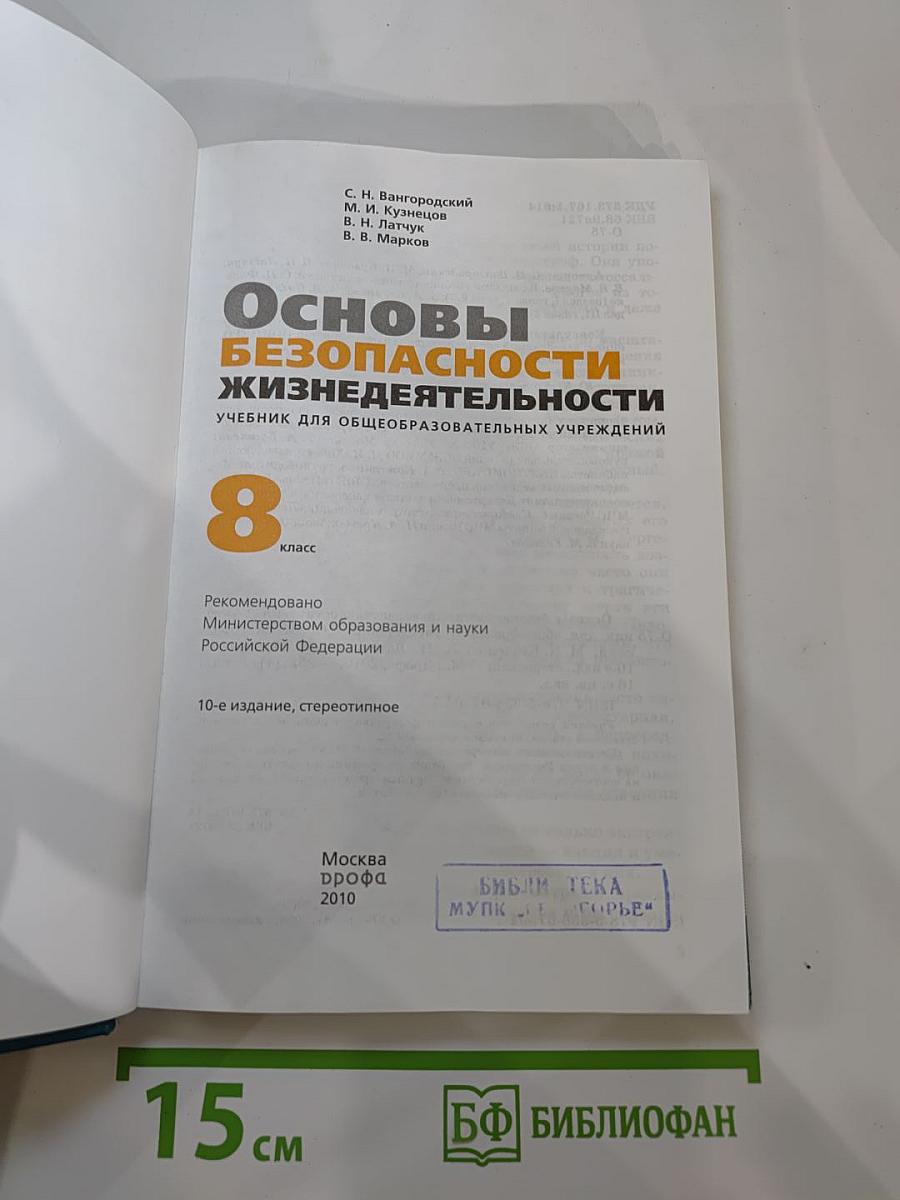 С. Н. Вангородский
М. И. Кузнецов
В. Н. Латчук
В. В. Марков
Основы
БЕЗОПАСНОСТИ
ЖИЗНЕДЕЯТЕЛЬНОСТИ
УЧЕБНИК ДЛЯ ОБЩЕОБРАЗОВАТЕЛЬНЫХ УЧРЕЖДЕНИЙ
8 класс
Рекомендовано
Министерством образования и науки
Российской Федерации
10-е издание, стереотипное
Москва
Дрофа
2010
МУПК
15 см
БФ БИБЛИОФАН